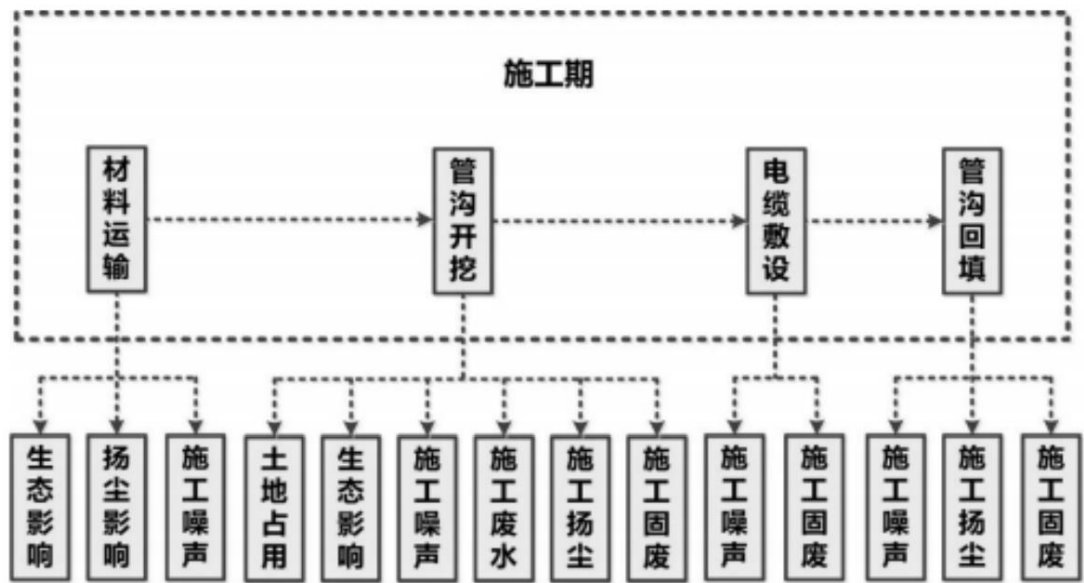 施工期
材料运输
管沟开挖
电缆敷设
管沟回填
生态影响
扬尘影响
施工噪声
土地占用
生态影响
施工噪声
施工废水
施工扬尘
施工固废
施工噪声
施工固废
施工噪声
施工扬尘
施工固废